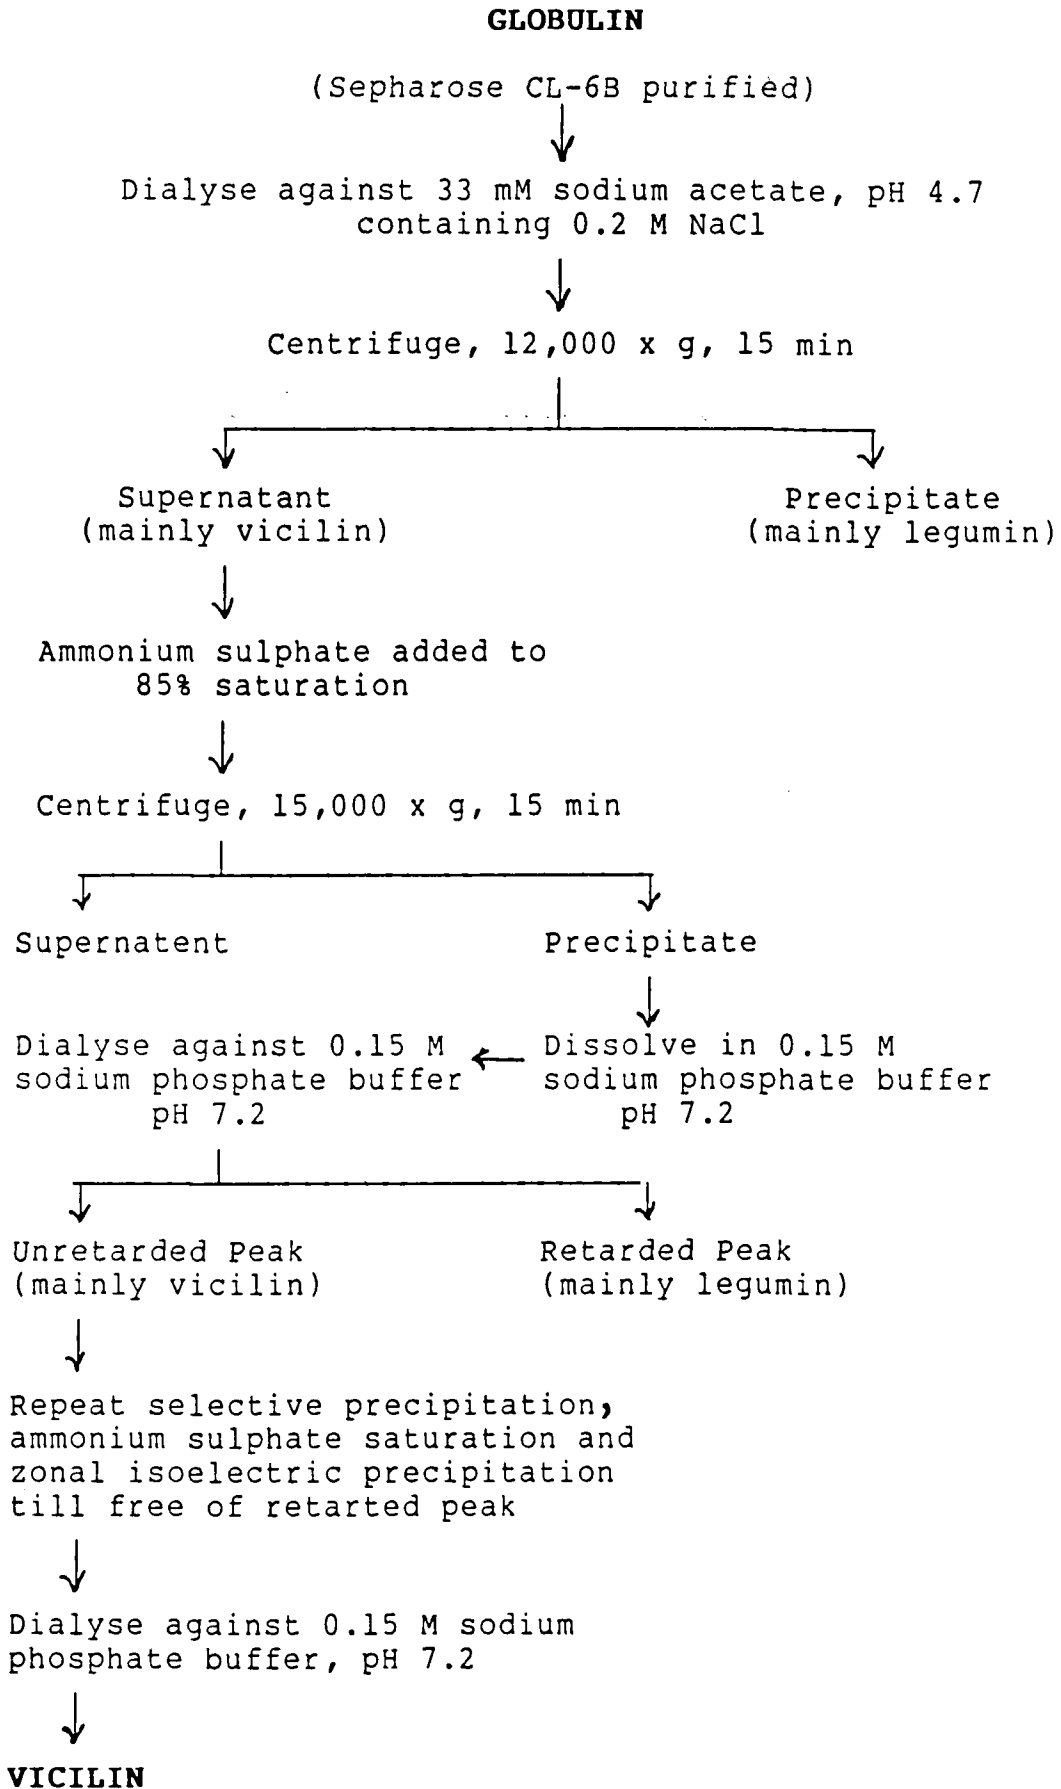 GLOBULIN
(Sepharose CL-6B purified)
Dialyse against 33 mM sodium acetate, pH 4.7
containing 0.2 M NaCl
Centrifuge, 12,000 x g, 15 min
Supernatant
(mainly vicilin)
Precipitate
(mainly legumin)
Ammonium sulphate added to
85% saturation
Centrifuge, 15,000 x g, 15 min
Supernatent
Precipitate
Dissolve in 0.15 M
sodium phosphate buffer
pH 7.2
Dialyse against 0.15 M
sodium phosphate buffer
pH 7.2
Unretarded Peak
(mainly vicilin)
Retarded Peak
(mainly legumin)
Repeat selective precipitation,
ammonium sulphate saturation and
zonal isoelectric precipitation
till free of retarted peak
Dialyse against 0.15 M sodium
phosphate buffer, pH 7.2
VICILIN